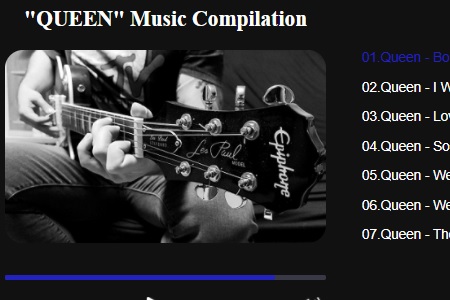 "QUEEN" Music Compilation
Les Paul
MODEL
Epiphone
01.Queen - Bo
02.Queen - I W
03.Queen - Lov
04.Queen - So
05.Queen - We
06.Queen - We
07.Queen - The